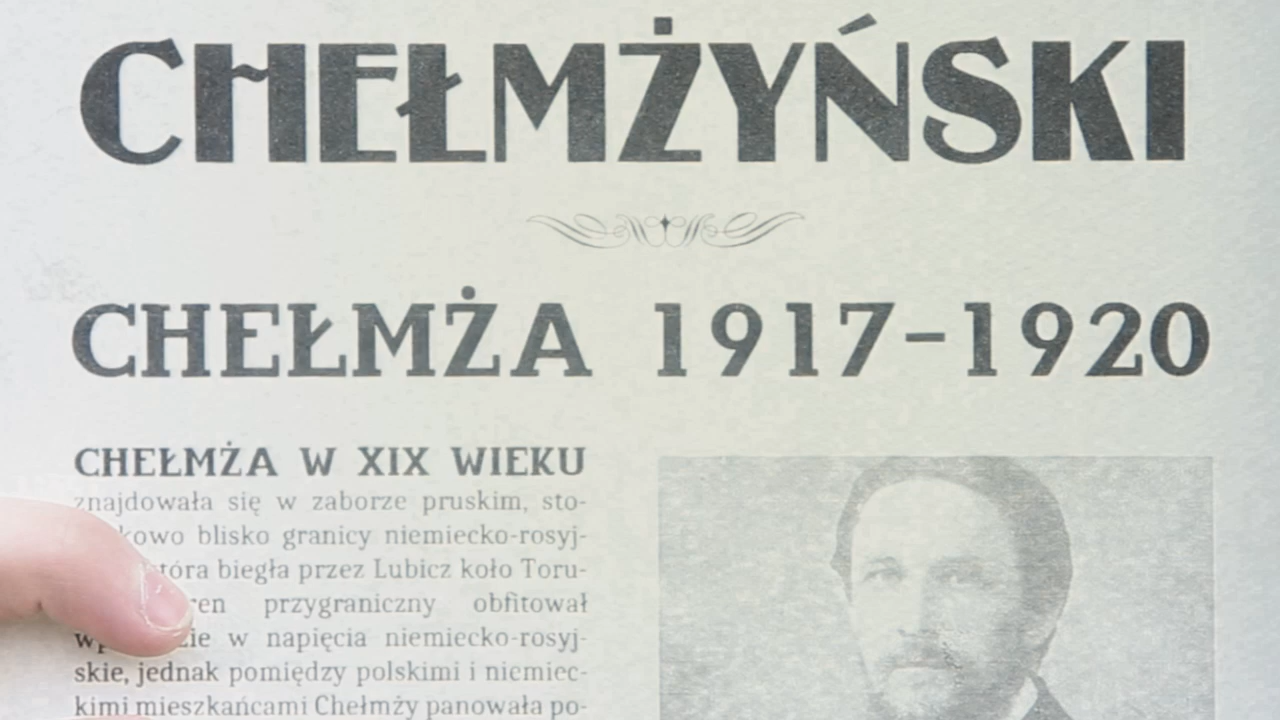 CHEŁMŻYŃSKI
CHEŁMŻA 1917-1920
CHEŁMŻA W XIX WIEKU
znajdowała się w zaborze pruskim, sto-
blisko granicy niemiecko-rosyj-
biegła przez Lubicz koło Toru-
przygraniczny obfitował
w napięcia niemiecko-rosyj-
skie, jednak pomiędzy polskimi i niemiec-
kimi mieszkańcami Chełmży panowała po-